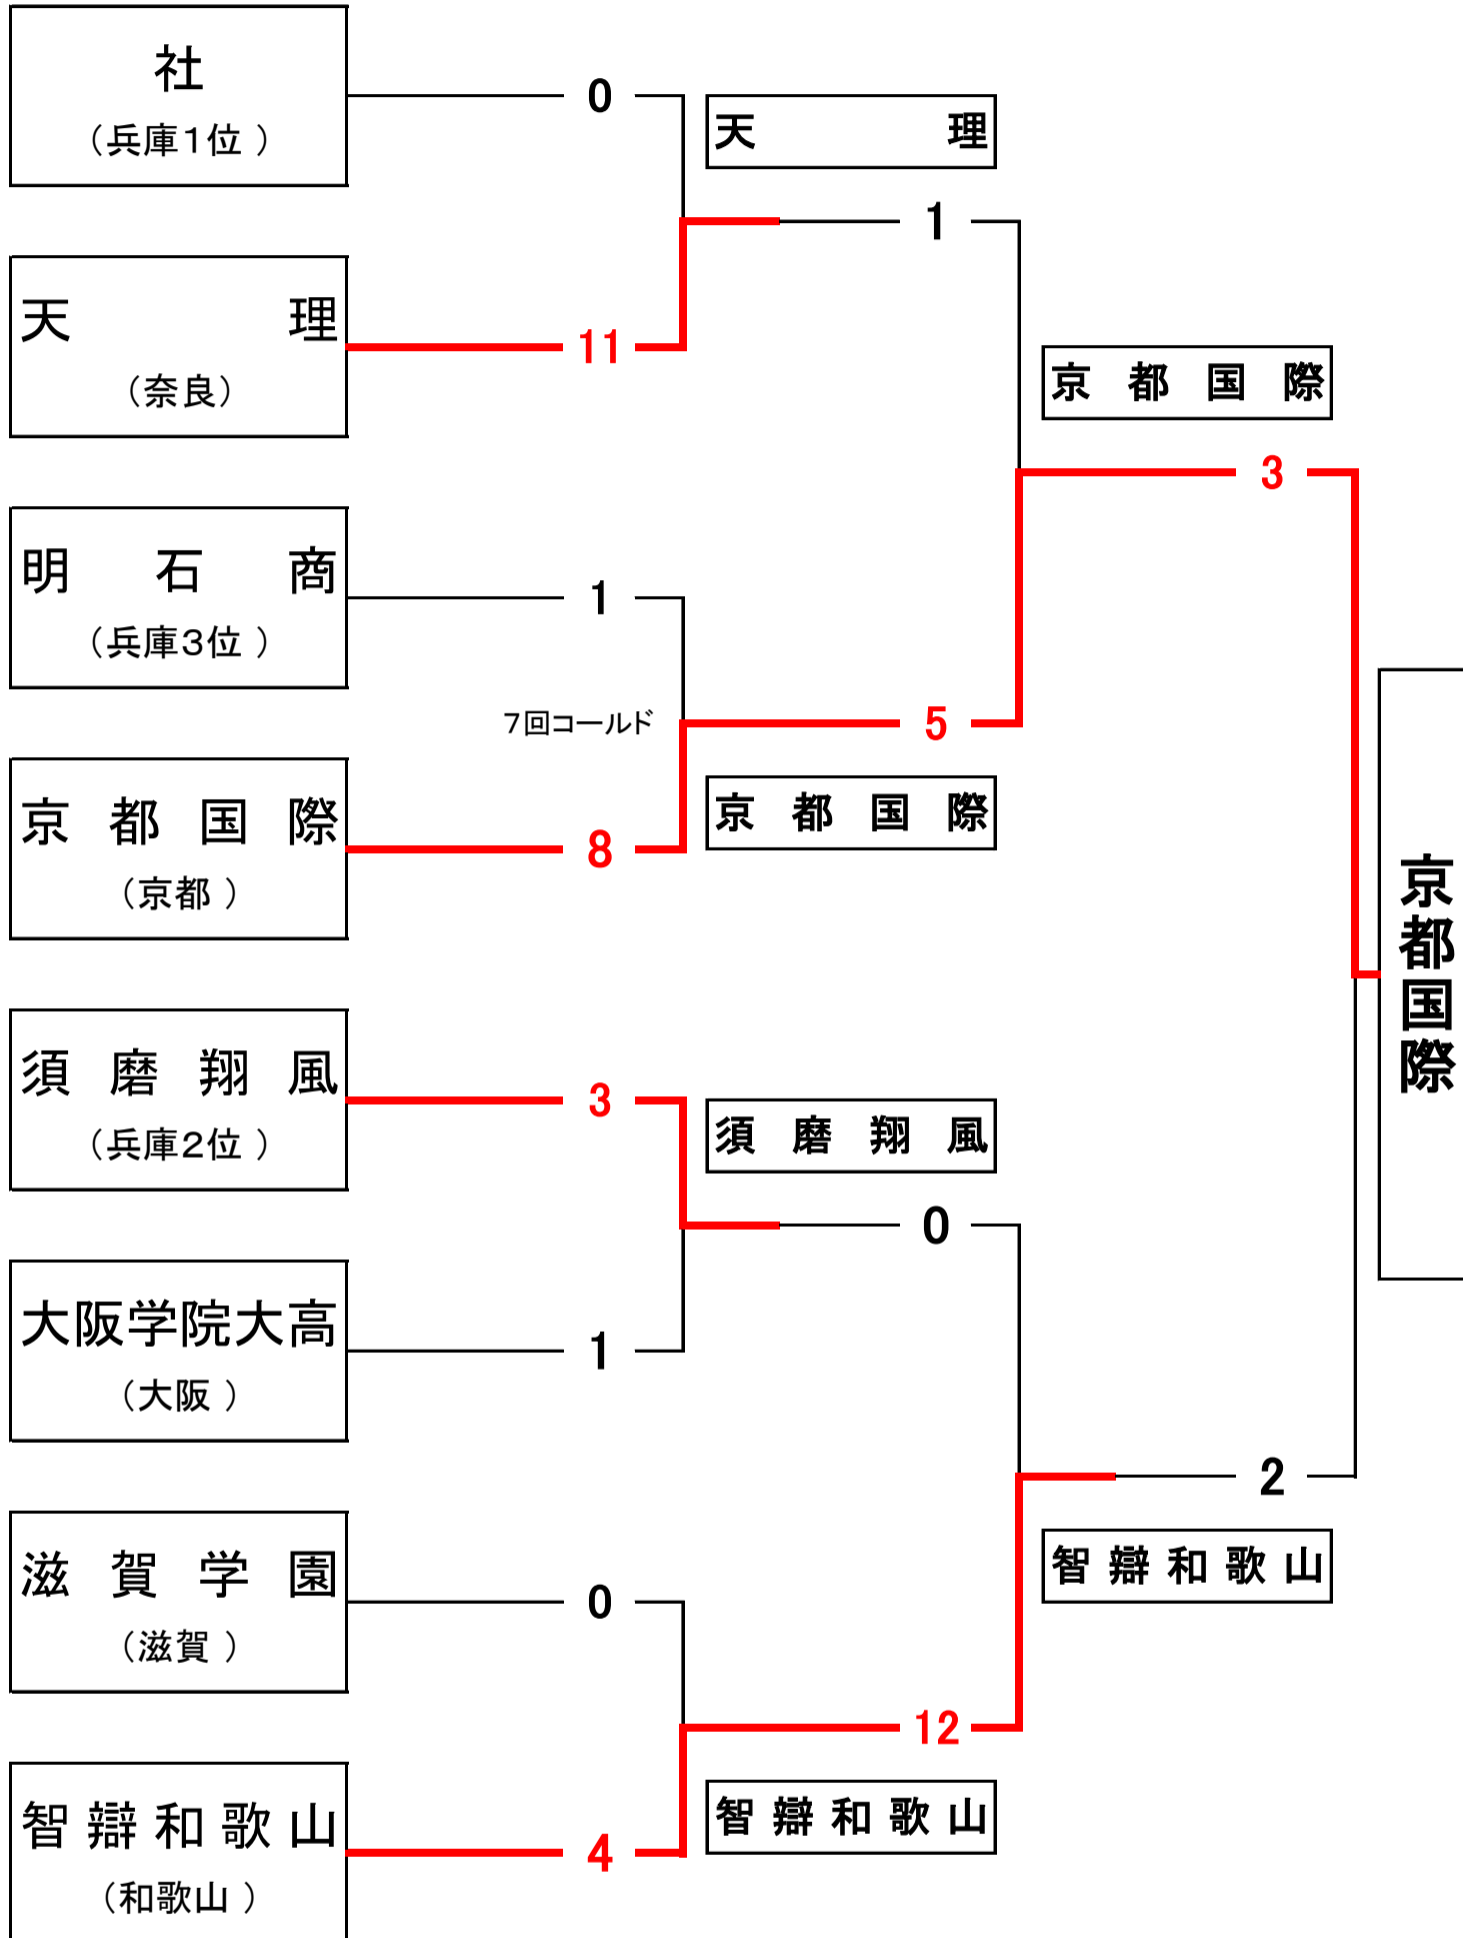 社
（兵庫1位 ）
0
天理
1
天理
（奈良）
11
京都国際
3
明石商
（兵庫3位 ）
1
7回コールド
5
京都国際
京都国際
（京都 ）
8
京都国際
須磨翔風
（兵庫2位 ）
3
須磨翔風
0
大阪学院大高
（大阪 ）
1
2
智辯和歌山
滋賀学園
（滋賀 ）
0
12
智辯和歌山
智辯和歌山
（和歌山 ）
4